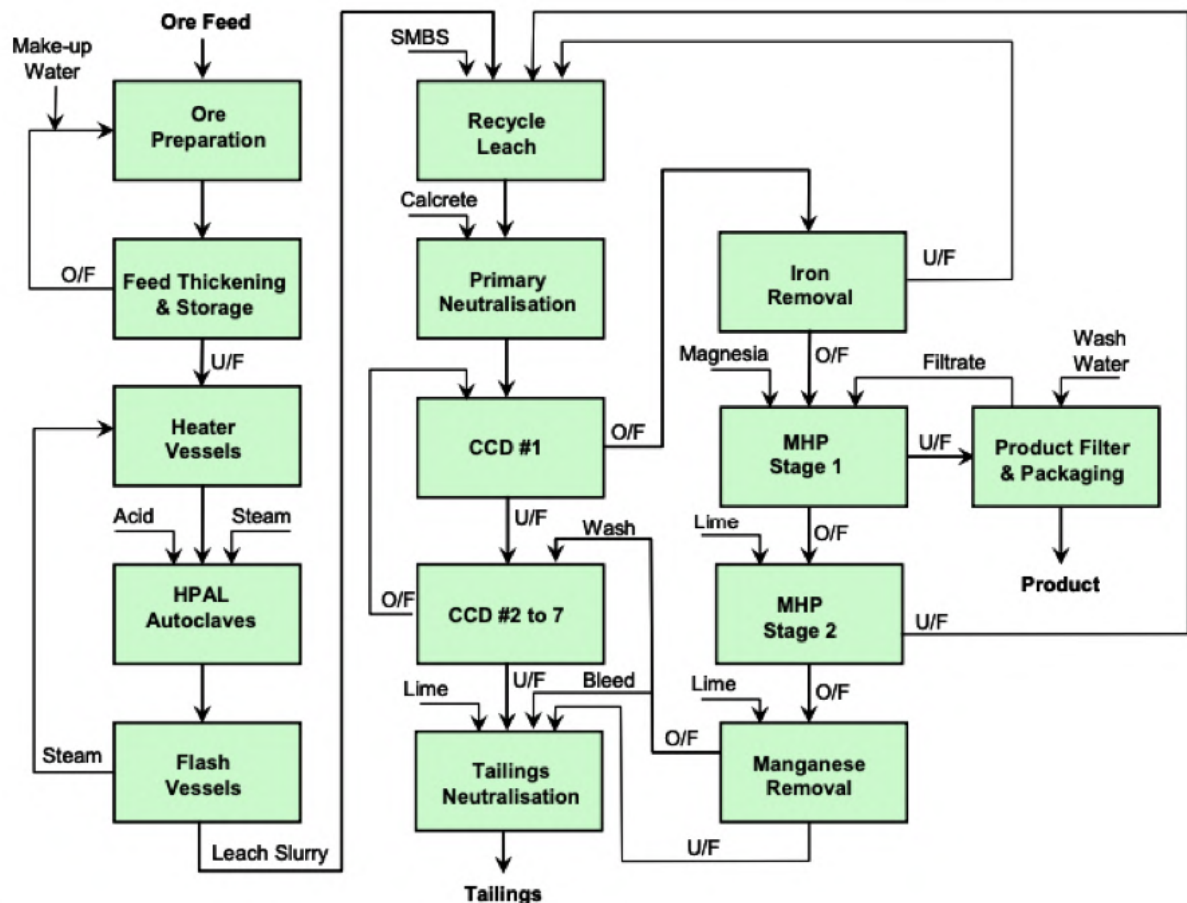 Ore Feed
Make-up
Water
Ore
Preparation
O/F
Feed Thickening
& Storage
U/F
Heater
Vessels
Acid
Steam
HPAL
Autoclaves
Steam
Flash
Vessels
Leach Slurry
SMBS
Recycle
Leach
Calcrete
Primary
Neutralisation
CCD #1
O/F
U/F
Wash
O/F
CCD #2 to 7
U/F
Bleed
Lime
Tailings
Neutralisation
Tailings
Iron
Removal
U/F
O/F
Magnesia
Filtrate
Wash
Water
MHP
Stage 1
U/F
Product Filter
& Packaging
Product
O/F
Lime
MHP
Stage 2
U/F
O/F
Lime
O/F
Manganese
Removal
U/F